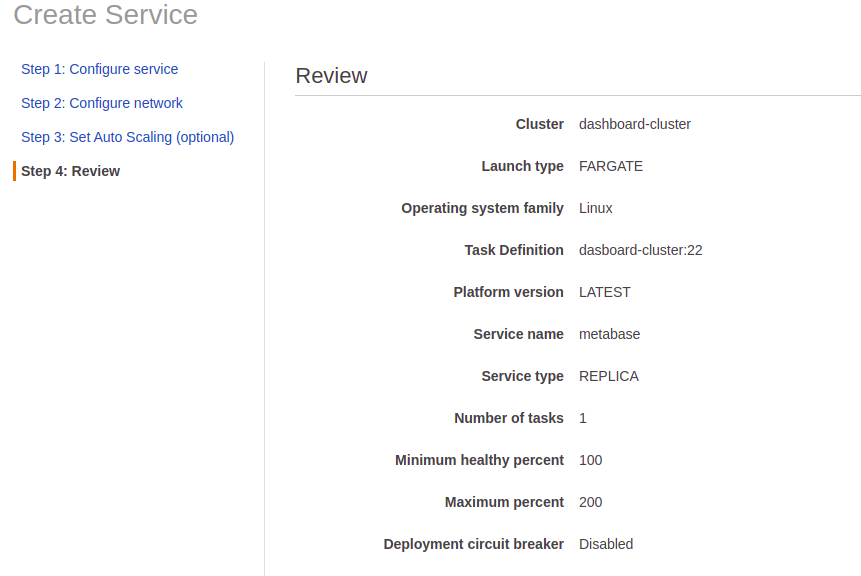 Create Service
Step 1: Configure service
Step 2: Configure network
Step 3: Set Auto Scaling (optional)
Step 4: Review
Review
Cluster dashboard-cluster
Launch type FARGATE
Operating system family Linux
Task Definition dasboard-cluster:22
Platform version LATEST
Service name metabase
Service type REPLICA
Number of tasks 1
Minimum healthy percent 100
Maximum percent 200
Deployment circuit breaker Disabled